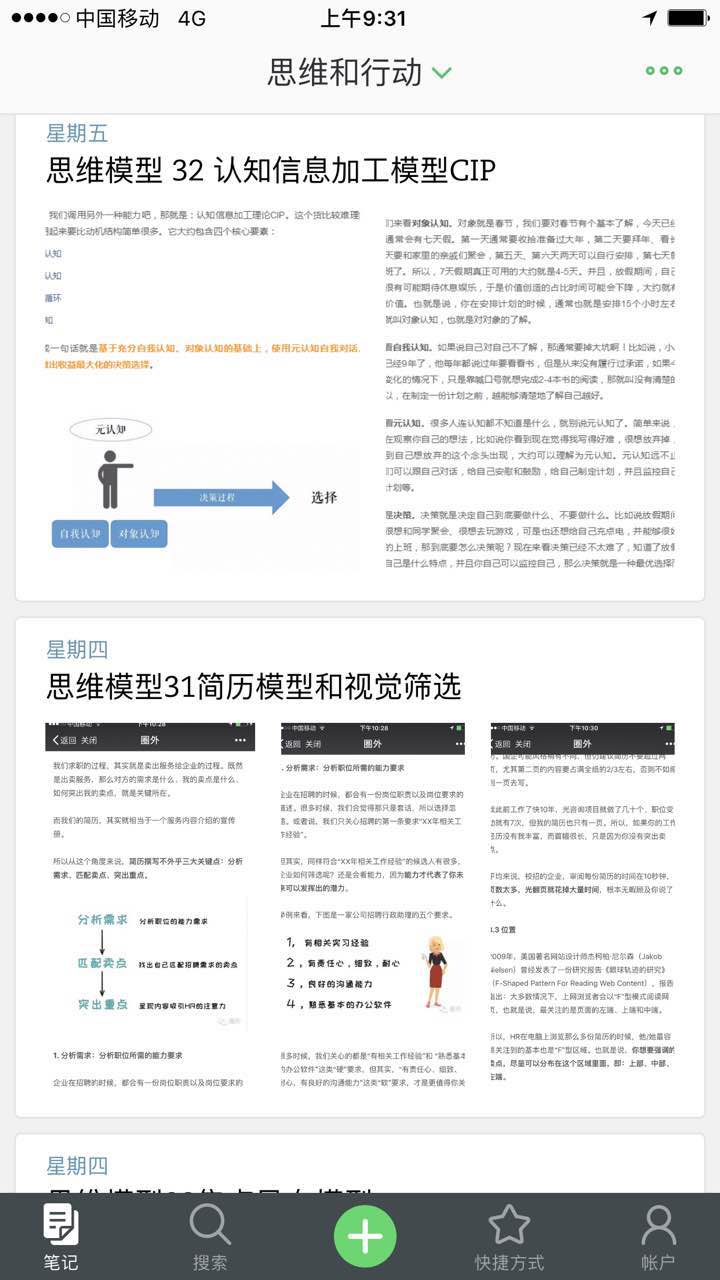 中国移动 4G
上午9:31
思维和行动
星期五
思维模型 32 认知信息加工模型CIP
我们调用另外一种能力吧，那就是：认知信息加工理论CIP。这个货比较难理
起来要比动机结构简单很多。它大约包含四个核心要素：
认知
认知
循环
知
一句话就是基于充分自我认知、对象认知的基础上，使用元认知自我对话，
出收益最大化的决策选择。
元认知
决策过程
选择
自我认知
对象认知
们来看对象认知。对象就是春节，我们要对春节有个基本了解，今天已经
通常会有七天假。第一天通常要收拾准备过大年，第二天要拜年、看长
天要和家里的亲戚们聚会，第五天、第六天两天可以自行安排，第七天就
班了。所以，7天假期真正可用的大约就是4-5天。并且，放假期间，自己
很有可能期待休息娱乐，于是价值创造的占比时间可能会下降，大约就有
价值。也就是说，你在安排计划的时候，通常也就是安排15个小时左右
就叫对象认知，也就是对对象的了解。
看自我认知。如果说自己对自己不了解，那通常要掉大坑啊！比如说，小
已经9年了，他每年都说过年要看看书，但是从来没有履行过承诺，如果今
变化的情况下，只是靠喊口号就想完成2-4本书的阅读，那就叫没有清楚的
以，在制定一份计划之前，越能够清楚地了解自己越好。
看元认知。很多人连认知都不知道是什么，就别说元认知了。简单来说，
在观察你自己的想法，比如说你看到现在觉得我写得好难，很想放弃掉，
到自己想放弃的这个念头出现，大约可以理解为元认知。元认知远不止
们可以跟自己对话，给自己安慰和鼓励，给自己制定计划，并且监控自己
计划等。
是决策。决策就是决定自己到底要做什么、不要做什么。比如说放假期间
很想和同学聚会、很想去玩游戏，可是也还想给自己充点电，并能够很好
的上班，那到底要怎么决策呢？现在来看决策已经不太难了，知道了放假
自己是什么特点，并且你自己可以监控自己，那么决策就是一种最优选择
星期四
思维模型31简历模型和视觉筛选
中国移动 下午10:28
返回 关闭 圈外
我们求职的过程，其实就是卖出服务给企业的过程。既然
是出卖服务，那么对方的需求是什么，我的卖点是什么，
如何突出我的卖点，就是关键所在。
而我们的简历，其实就相当于一个服务内容介绍的宣传
册。
所以从这个角度来说，简历撰写不外乎三大关键点：分析
需求、匹配卖点、突出重点。
分析需求 分析职位的能力需求
匹配卖点 找出自己匹配招聘需求的卖点
突出重点 呈现内容吸引HR的注意力
1. 分析需求：分析职位所需的能力要求
企业在招聘的时候，都会有一份岗位职责以及岗位要求的
中国移动 下午10:28
返回 关闭 圈外
. 分析需求：分析职位所需的能力要求
企业在招聘的时候，都会有一份岗位职责以及岗位要求的
描述。很多时候，我们会觉得那只是套话，所以选择忽
。或者说，我们只关心招聘的第一条要求“XX年相关工
作经验”。
但其实，同样符合“XX年相关工作经验”的候选人有很多，
企业如何筛选呢？还是会看能力，因为能力才代表了你未
来可以发挥出的潜力。
举例来看，下图是一家公司招聘行政助理的五个要求。
1，有相关实习经验
2，有责任心，细致，耐心
3，良好的沟通能力
4，熟悉基本的办公软件
很多时候，我们关心的都是“有相关工作经验”和 “熟悉基本
的办公软件”这类“硬”要求，但其实，“有责任心、细致、
耐心、有良好的沟通能力”这类“软”要求，才是更值得你关
中国移动 下午10:30
返回 关闭 圈外
，尤其第二页的内容要占满全纸的2/3左右，否则不如缩
一页去写。
我此前工作了快10年，光咨询项目就做了几十个，职位变
动就有7次，但我的简历也只有一页。所以，如果你的工作
经历没有我丰富，而篇幅很长，只是因为你没有突出卖
点。
平均来说，校招的企业，审阅每份简历的时间在10秒钟，
页数太多，光翻页就花掉大量时间，根本无暇顾及你说了
什么。
.3 位置
2009年，美国著名网站设计师杰柯柏·尼尔森（Jakob
Nielsen）曾经发表了一份研究报告《眼球轨迹的研究》
（F-Shaped Pattern For Reading Web Content），报告
指出：大多数情况下，上网浏览者会以“F”型模式阅读网
页，也就是说，最关注的是页面的左端、上端和中端。
所以，HR在电脑上浏览那么多份简历的时候，他/她最容
易关注到的基本也是“F”型区域。也就是说，你想要强调的
卖点，尽量可以分布在这个区域里面，即：上部、中部、
左端。
星期四
笔记
搜索
快捷方式
帐户